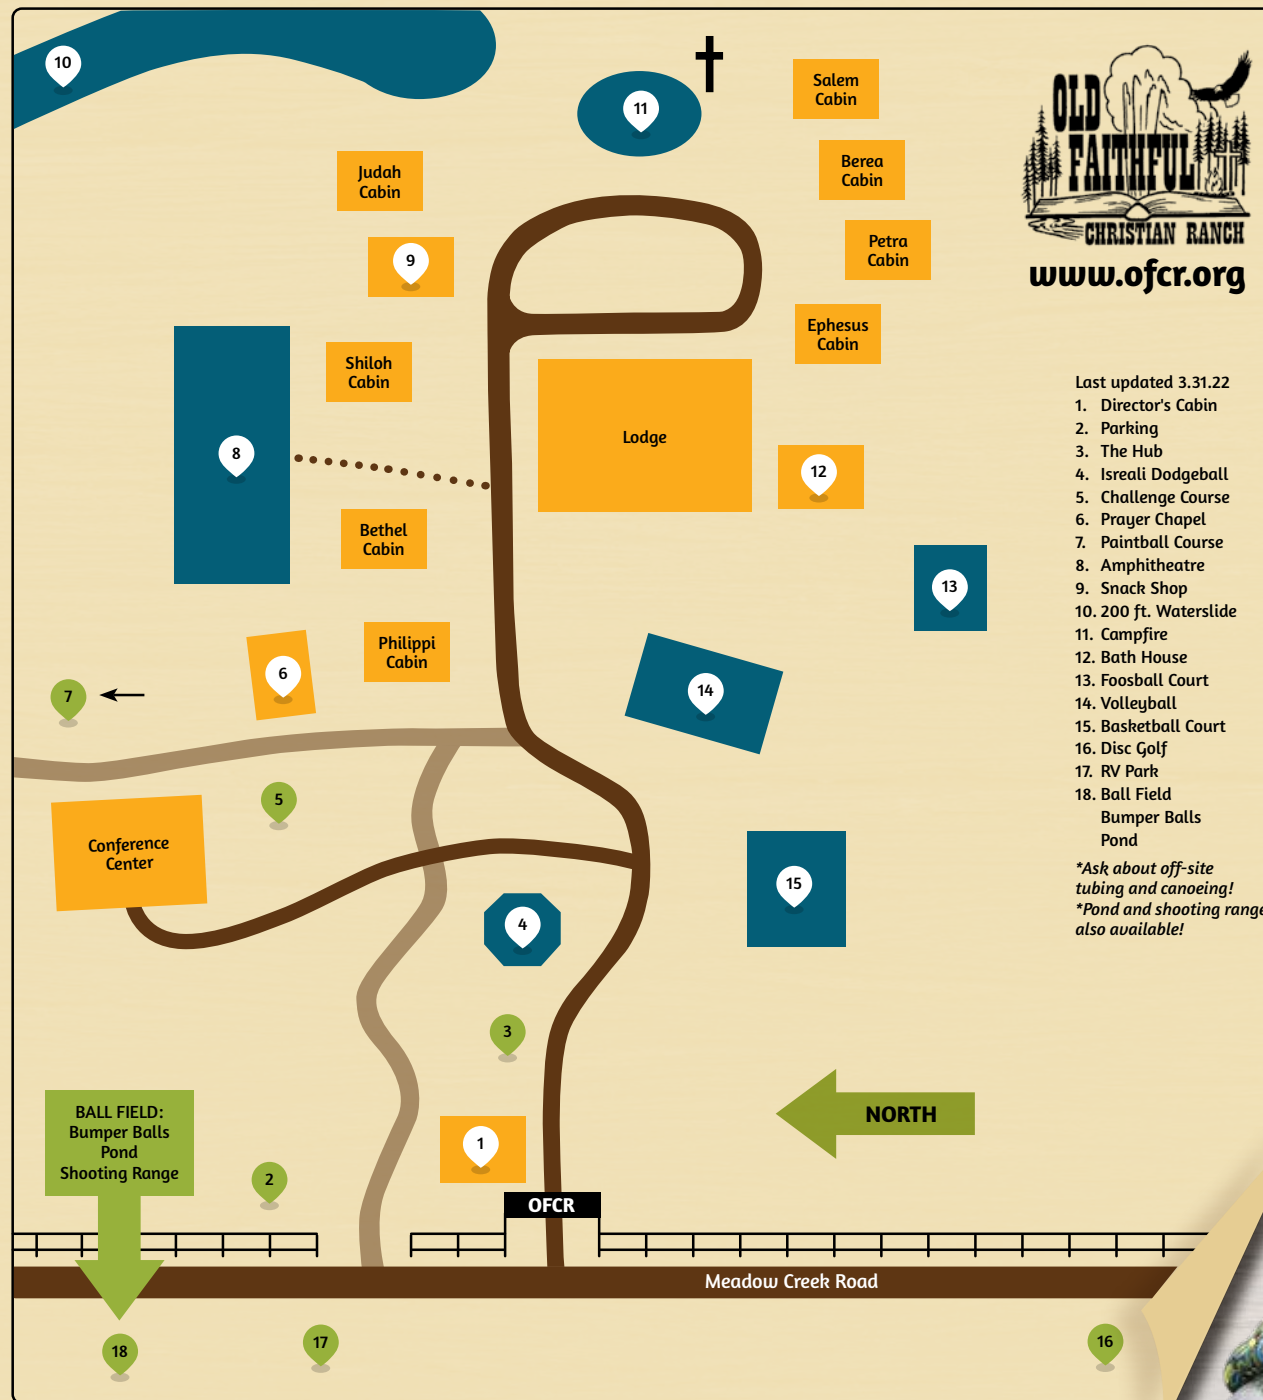 10
11
Salem
Cabin
OLD
FAITHFUL
CHRISTIAN RANCH
www.ofcr.org
Judah
Cabin
Berea
Cabin
9
Petra
Cabin
Shiloh
Cabin
Ephesus
Cabin
8
Lodge
12
Bethel
Cabin
13
Philippi
Cabin
6
7
14
5
Conference
Center
15
4
3
NORTH
BALL FIELD:
Bumper Balls
Pond
Shooting Range
1
2
OFCR
Meadow Creek Road
18
17
16
Last updated 3.31.22
1. Director's Cabin
2. Parking
3. The Hub
4. Isreali Dodgeball
5. Challenge Course
6. Prayer Chapel
7. Paintball Course
8. Amphitheatre
9. Snack Shop
10. 200 ft. Waterslide
11. Campfire
12. Bath House
13. Foosball Court
14. Volleyball
15. Basketball Court
16. Disc Golf
17. RV Park
18. Ball Field
Bumper Balls
Pond
*Ask about off-site
tubing and canoeing!
*Pond and shooting range
also available!